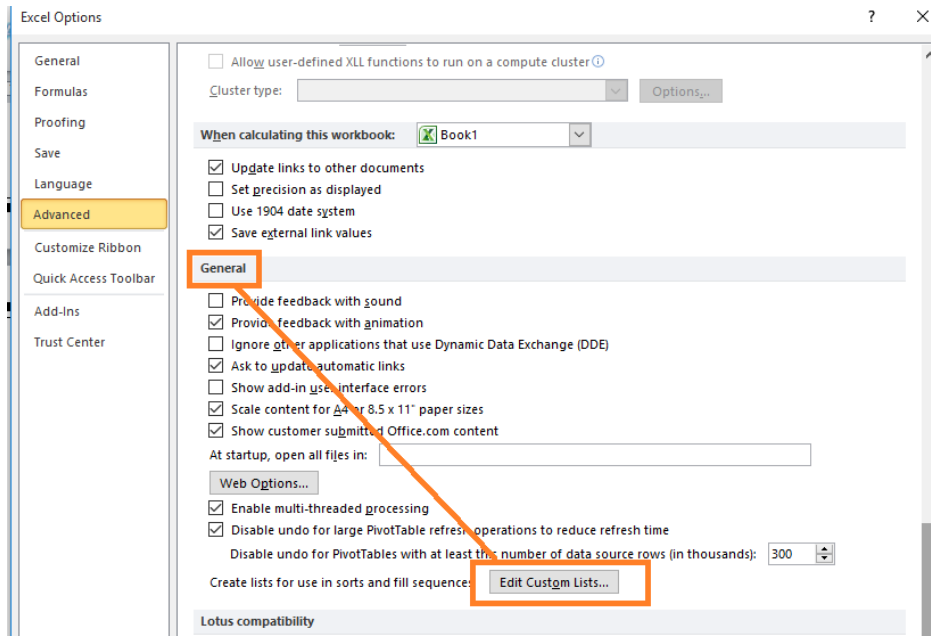 Excel Options
?
General
Formulas
Proofing
Save
Language
Advanced
Customize Ribbon
Quick Access Toolbar
Add-Ins
Trust Center
Allow user-defined XLL functions to run on a compute cluster
Cluster type:
Options...
When calculating this workbook: Book1
Update links to other documents
Set precision as displayed
Use 1904 date system
Save external link values
General
Provide feedback with sound
Provide feedback with animation
Ignore other applications that use Dynamic Data Exchange (DDE)
Ask to update automatic links
Show add-in user interface errors
Scale content for A4 or 8.5 x 11" paper sizes
Show customer submitted Office.com content
At startup, open all files in:
Web Options...
Enable multi-threaded processing
Disable undo for large PivotTable refresh operations to reduce refresh time
Disable undo for PivotTables with at least this number of data source rows (in thousands): 300
Create lists for use in sorts and fill sequences Edit Custom Lists...
Lotus compatibility